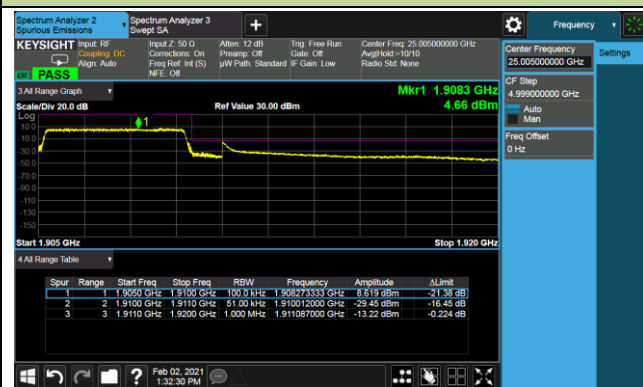 Spectrum Analyzer 2
Spurious Emissions
Spectrum Analyzer 3
Swept SA
+
Frequency
KEYSIGHT
Input: RF
Coupling: DC
Align: Auto
Input Z: 50 Ω
Corrections: On
Freq Ref: Int (S)
NFE: Off
Atten: 12 dB
Preamp: Off
µW Path: Standard
Trig: Free Run
Gate: Off
IF Gain: Low
Center Freq: 25.005000000 GHz
Avg|Hold:>10/10
Radio Std: None
PASS
Center Frequency
25.005000000 GHz
Settings
CF Step
4.999000000 GHz
Auto
Man
Freq Offset
0 Hz
3 All Range Graph
Mkr1 1.9083 GHz
Scale/Div 20.0 dB
Ref Value 30.00 dBm
4.66 dBm
Log
1
10.0
-10.0
-30.0
-50.0
-70.0
-90.0
-110
-130
-150
Start 1.905 GHz
Stop 1.920 GHz
4 All Range Table
Spur Range Start Freq Stop Freq RBW Frequency Amplitude ΔLimit
1 1 1.9050 GHz 1.9100 GHz 100.0 kHz 1.908273333 GHz 8.619 dBm -21.38 dB
2 2 1.9100 GHz 1.9110 GHz 51.00 kHz 1.910012000 GHz -29.45 dBm -16.45 dB
3 3 1.9110 GHz 1.9200 GHz 1.000 MHz 1.911087000 GHz -13.22 dBm -0.224 dB
?
Feb 02, 2021
1:32:30 PM